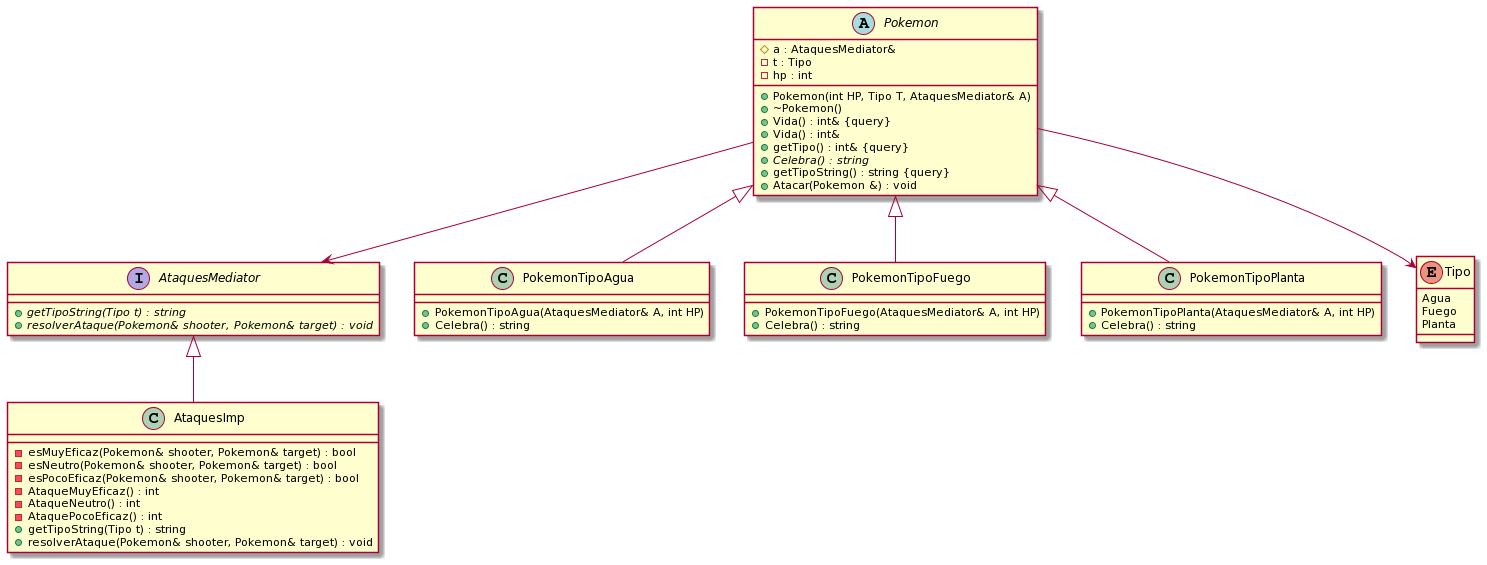 A Pokemon
a : AtaquesMediator&
t : Tipo
hp : int
Pokemon(int HP, Tipo T, AtaquesMediator& A)
~Pokemon()
Vida() : int& {query}
Vida() : int&
getTipo() : int& {query}
Celebra() : string
getTipoString() : string {query}
Atacar(Pokemon &) : void
I AtaquesMediator
getTipoString(Tipo t) : string
resolverAtaque(Pokemon& shooter, Pokemon& target) : void
C PokemonTipoAgua
PokemonTipoAgua(AtaquesMediator& A, int HP)
Celebro() : string
C PokemonTipoFuego
PokemonTipoFuego(AtaquesMediator& A, int HP)
Celebra() : string
C PokemonTipoPlanta
PokemonTipoPlanta(AtaquesMediator& A, int HP)
Celebra() : string
E Tipo
Agua
Fuego
Planta
C AtaquesImp
esMuyEficaz(Pokemon& shooter, Pokemon& target) : bool
esNeutro(Pokemon& shooter, Pokemon& target) : bool
esPocoEficaz(Pokemon& shooter, Pokemon& target) : bool
AtaqueMuyEficaz() : int
AtaqueNeutro() : int
AtaquePocoEficaz() : int
getTipoString(Tipo t) : string
resolverAtaque(Pokemon& shooter, Pokemon& target) : void